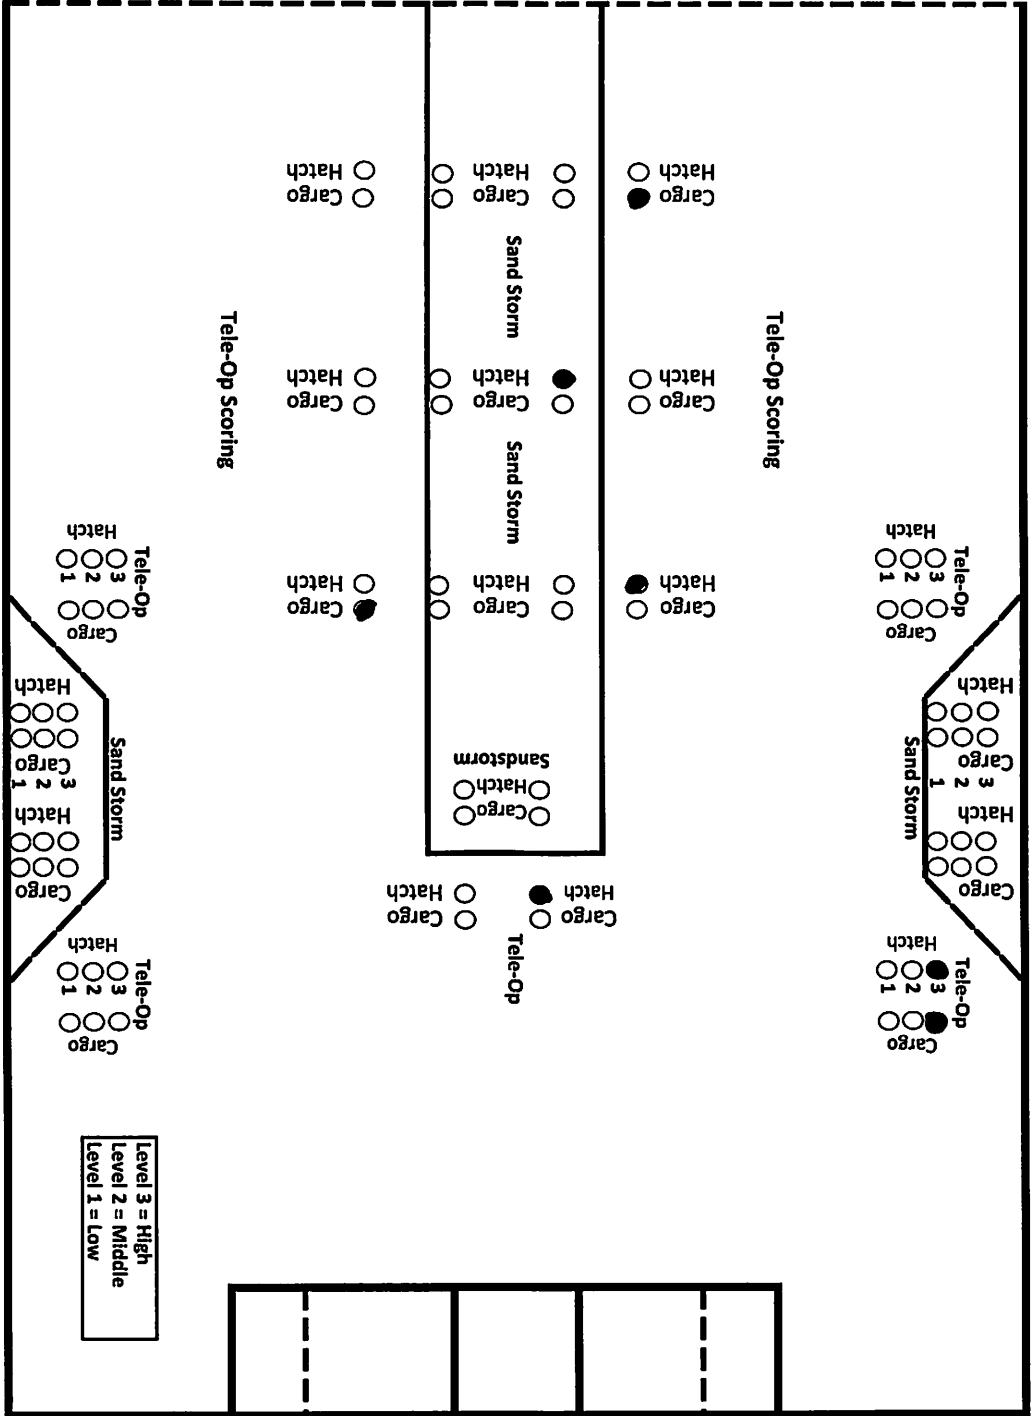 Hatch Hatch Hatch
Cargo Cargo Cargo
Sand Storm
Tele-Op Scoring
Tele-Op Scoring
Hatch Hatch Hatch
Cargo Cargo Cargo
Sand Storm
Hatch
Tele-Op
1 2 3
Cargo
Hatch
Tele-Op
1 2 3
Cargo
Hatch Hatch Hatch
Cargo Cargo Cargo
Hatch
Cargo
1 2 3
Hatch
Cargo
Sand Storm
Sandstorm
Hatch
Cargo
Hatch
Cargo
1 2 3
Hatch
Cargo
Sand Storm
Hatch Hatch
Cargo Cargo
Tele-Op
Hatch
Tele-Op
1 2 3
Cargo
Hatch
Tele-Op
1 2 3
Cargo
Level 3 = High
Level 2 = Middle
Level 1 = Low